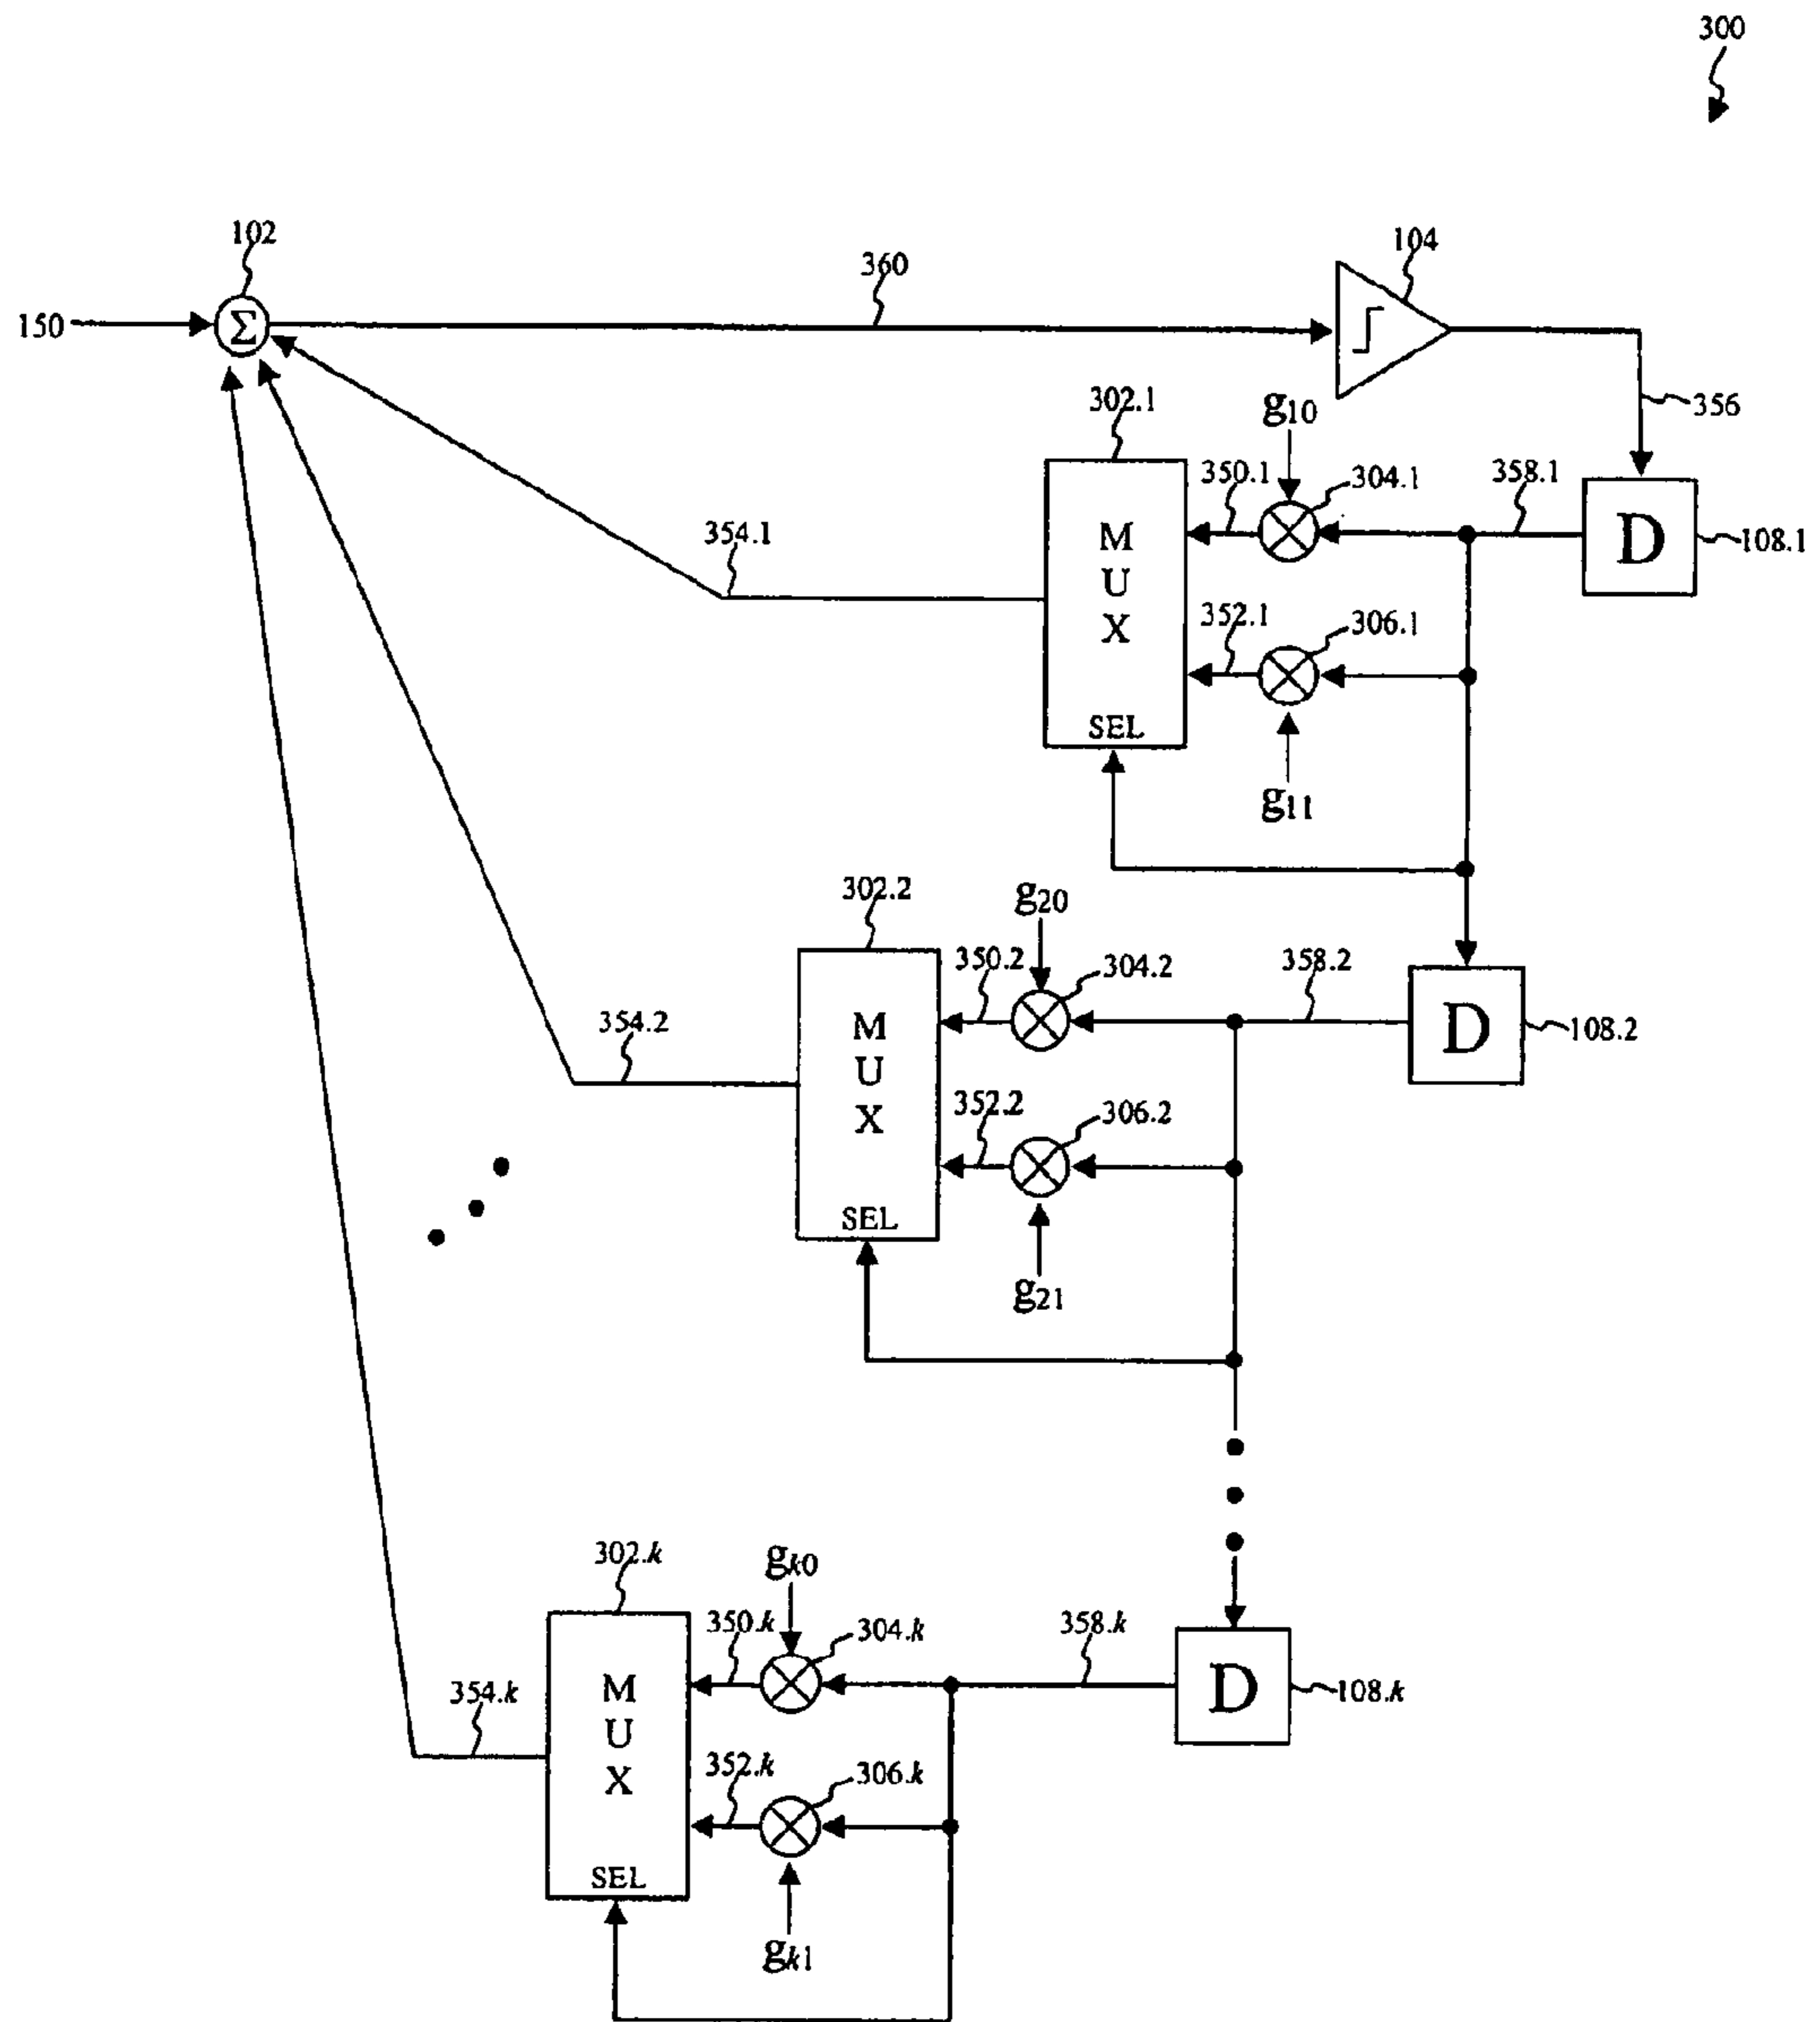 300
102
360
104
150
Σ
356
302.1
g10
350.1
304.1
358.1
354.1
M
U
X
D
108.1
352.1
306.1
SEL
g11
302.2
g20
350.2
304.2
358.2
354.2
M
U
X
D
108.2
352.2
306.2
SEL
g21
302.k
gk0
350.k
304.k
358.k
354.k
M
U
X
D
108.k
352.k
306.k
SEL
gk1